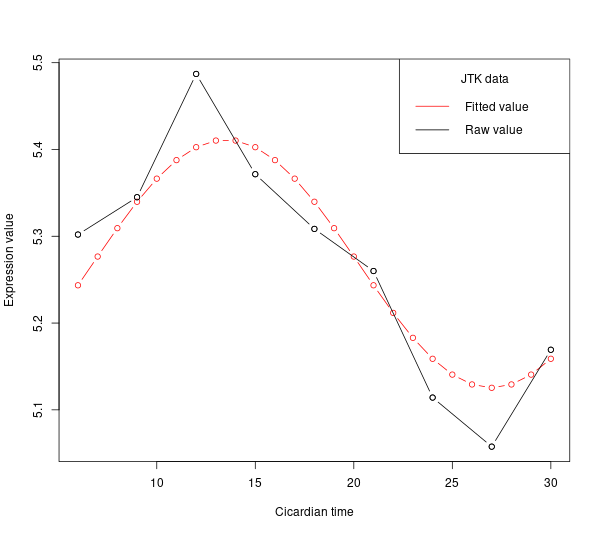 JTK data
Fitted value
Raw value
5.5
5.4
5.3
5.2
5.1
Expression value
10 15 20 25 30
Cicardian time